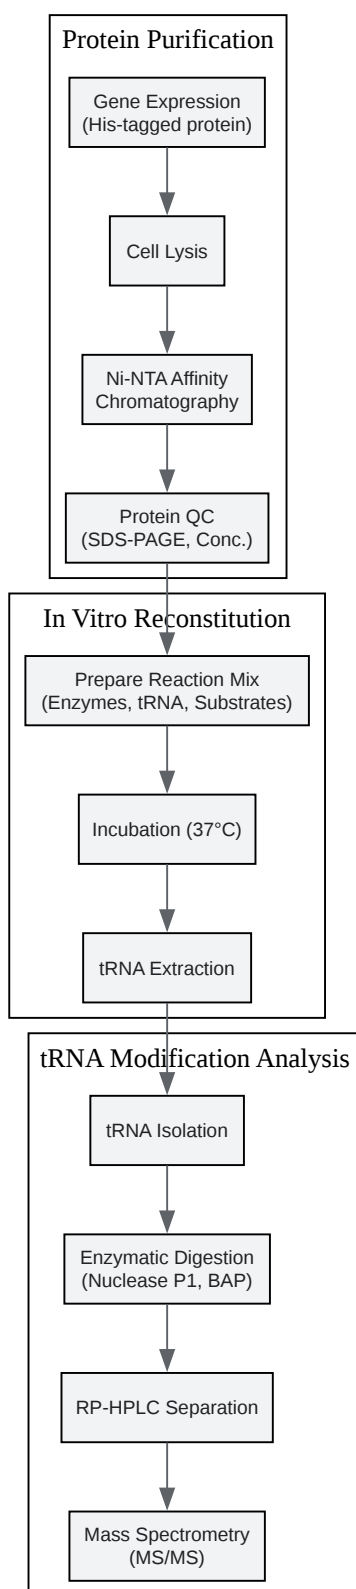 Protein Purification
Gene Expression
(His-tagged protein)
Cell Lysis
Ni-NTA Affinity
Chromatography
Protein QC
(SDS-PAGE, Conc.)
In Vitro Reconstitution
Prepare Reaction Mix
(Enzymes, tRNA, Substrates)
Incubation (37°C)
tRNA Extraction
tRNA Modification Analysis
tRNA Isolation
Enzymatic Digestion
(Nuclease P1, BAP)
RP-HPLC Separation
Mass Spectrometry
(MS/MS)